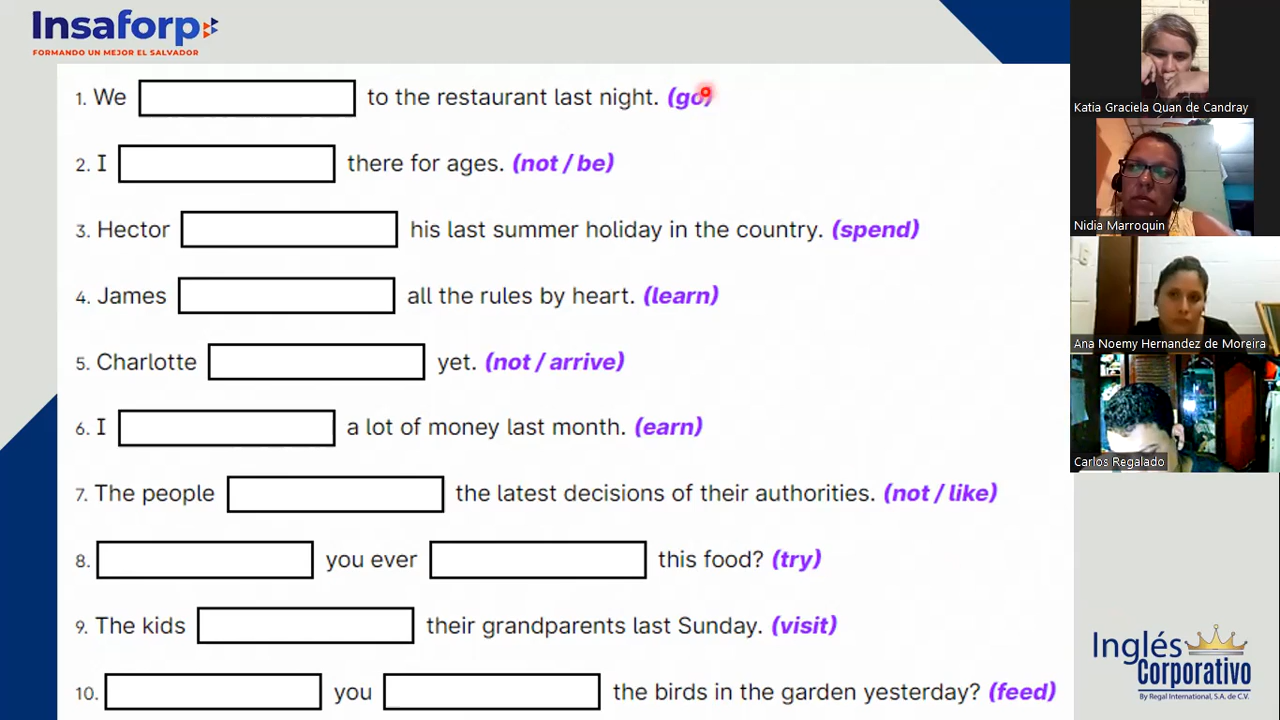 Insaforp
FORMANDO UN MEJOR EL SALVADOR
1. We to the restaurant last night. (go)
2. I there for ages. (not / be)
3. Hector his last summer holiday in the country. (spend)
4. James all the rules by heart. (learn)
5. Charlotte yet. (not / arrive)
6. I a lot of money last month. (earn)
7. The people the latest decisions of their authorities. (not / like)
8. you ever this food? (try)
9. The kids their grandparents last Sunday. (visit)
10. you the birds in the garden yesterday? (feed)
Katia Graciela Quan de Candray
Nidia Marroquin
Ana Noemy Hernandez de Moreira
Carlos Regalado
Inglés
Corporativo
By Regal International, S.A. de C.V.